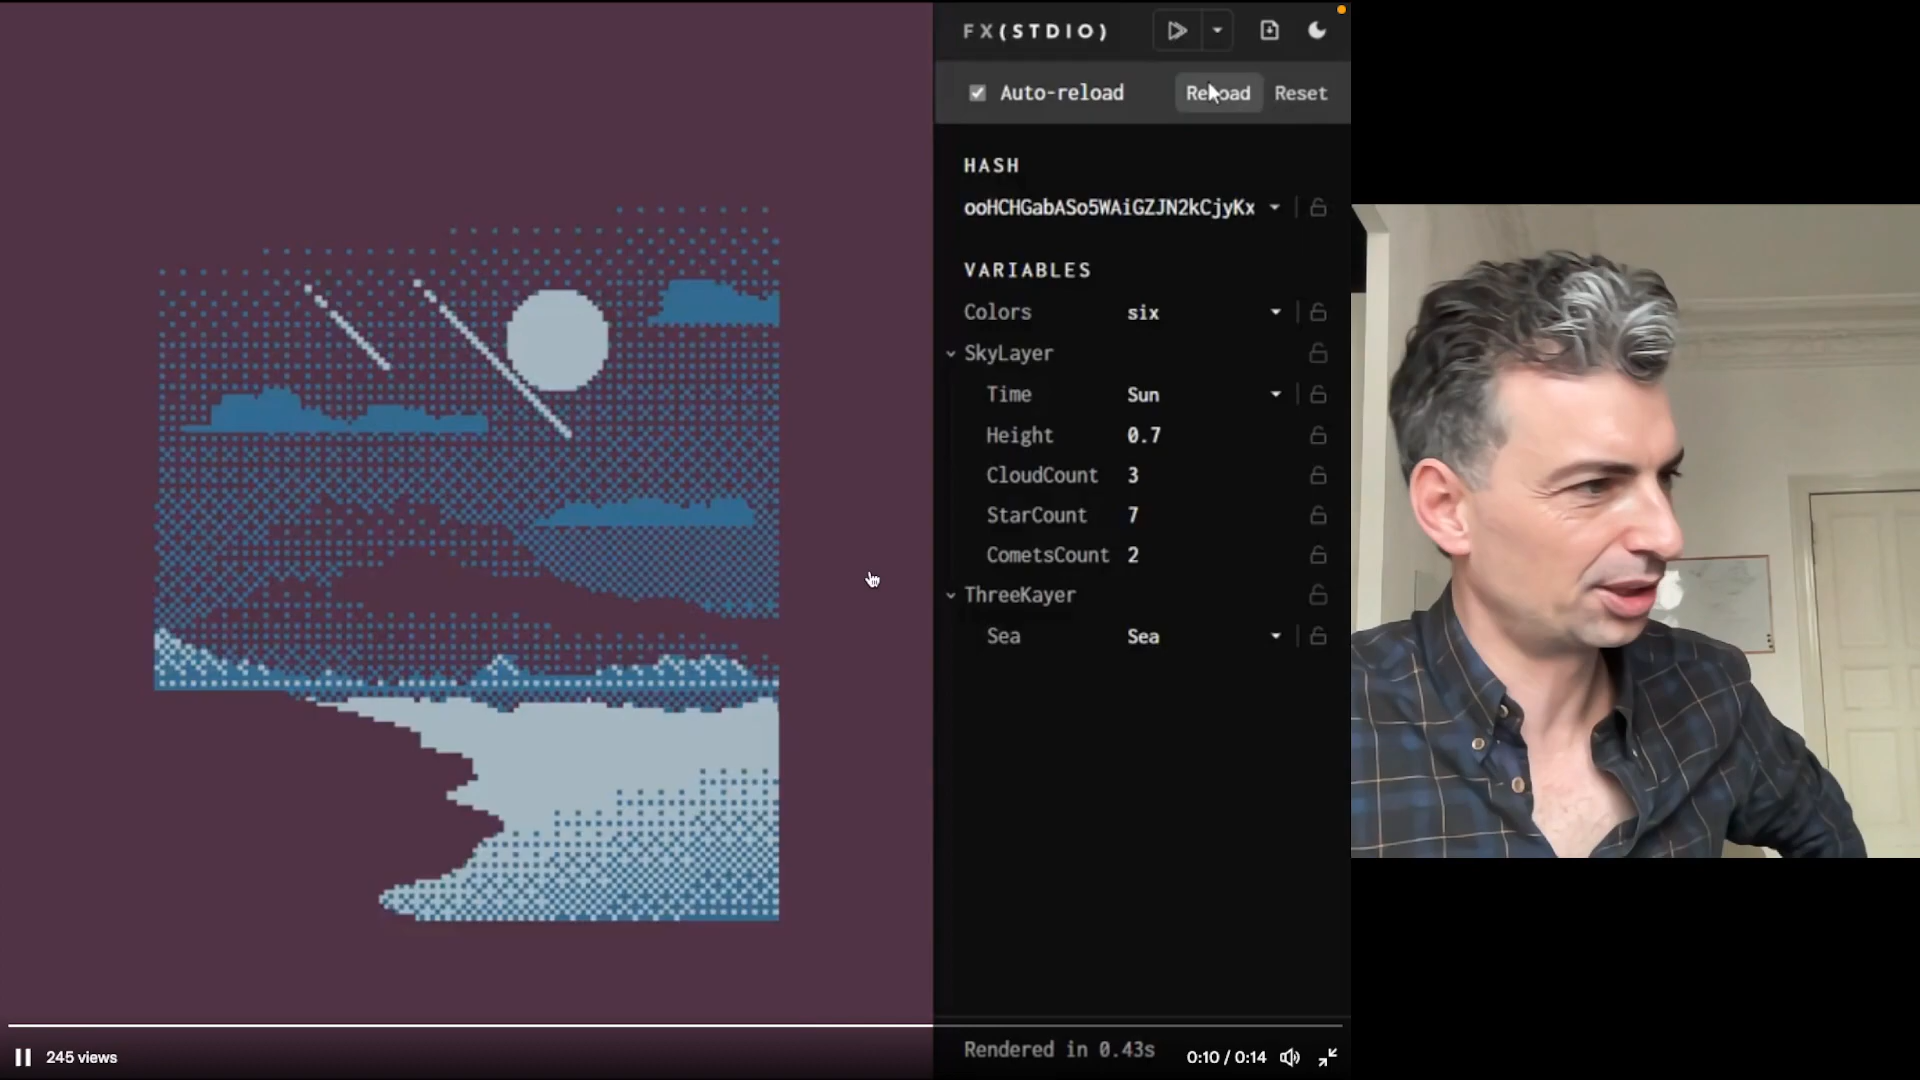 FX(STDIO)
Auto-reload
Reload
Reset
HASH
ooHCHGabASo5WAiGZJN2kCjyKx
VARIABLES
Colors six
SkyLayer
Time Sun
Height 0.7
CloudCount 3
StarCount 7
CometsCount 2
ThreeKayer
Sea Sea
Rendered in 0.43s
245 views
0:10 / 0:14